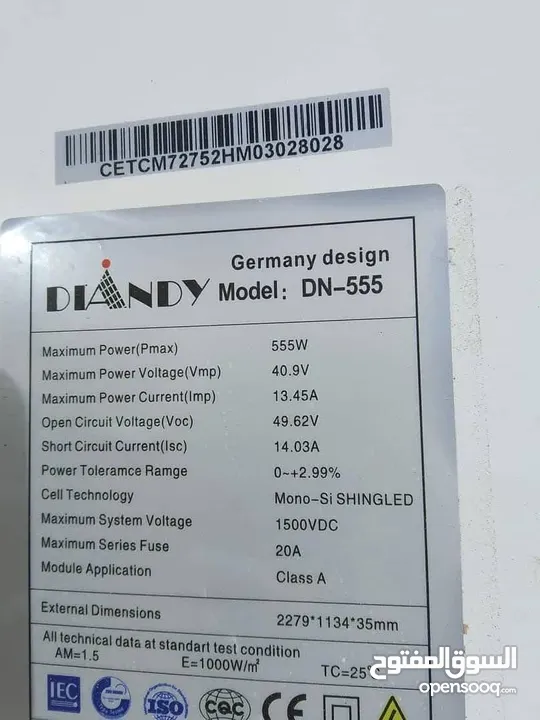 CETCM72752HM03028028
Germany design
DIANDY Model: DN-555
Maximum Power(Pmax) 555W
Maximum Power Voltage(Vmp) 40.9V
Maximum Power Current(Imp) 13.45A
Open Circuit Voltage(Voc) 49.62V
Short Circuit Current(Isc) 14.03A
Power Toleramce Range 0~+2.99%
Cell Technology Mono-Si SHINGLED
Maximum System Voltage 1500VDC
Maximum Series Fuse 20A
Module Application Class A
External Dimensions 2279*1134*35mm
All technical data at standart test condition
AM=1.5 E=1000W/㎡ TC=25°
IEC ISO CQC CE
السوق المفتوح
opensooq.com